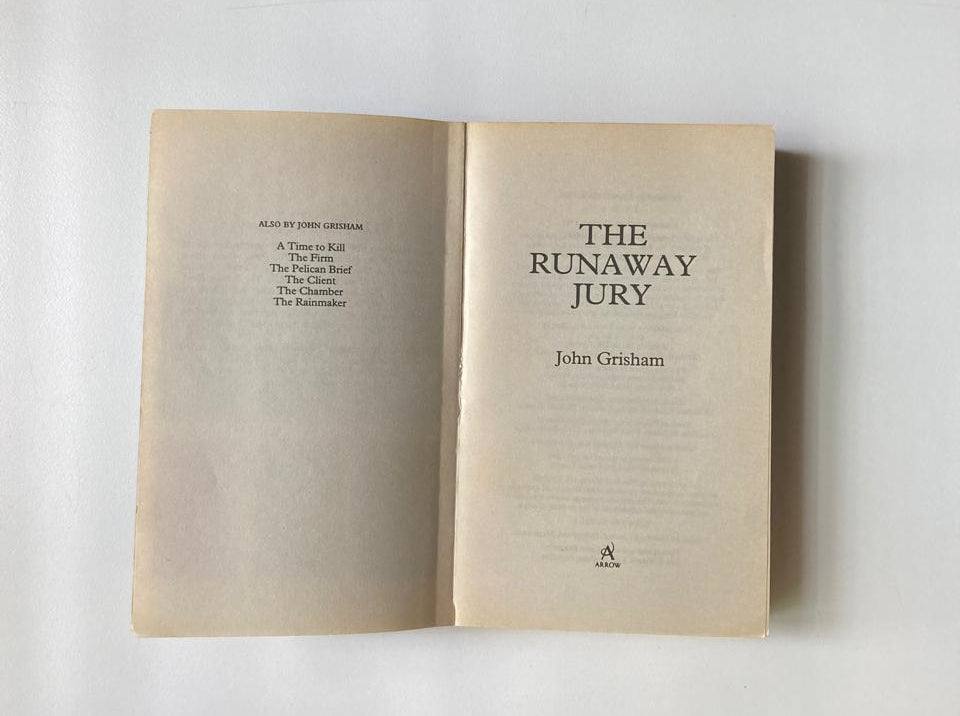 ALSO BY JOHN GRISHAM
A Time to Kill
The Firm
The Pelican Brief
The Client
The Chamber
The Rainmaker
THE
RUNAWAY
JURY
John Grisham
ARROW